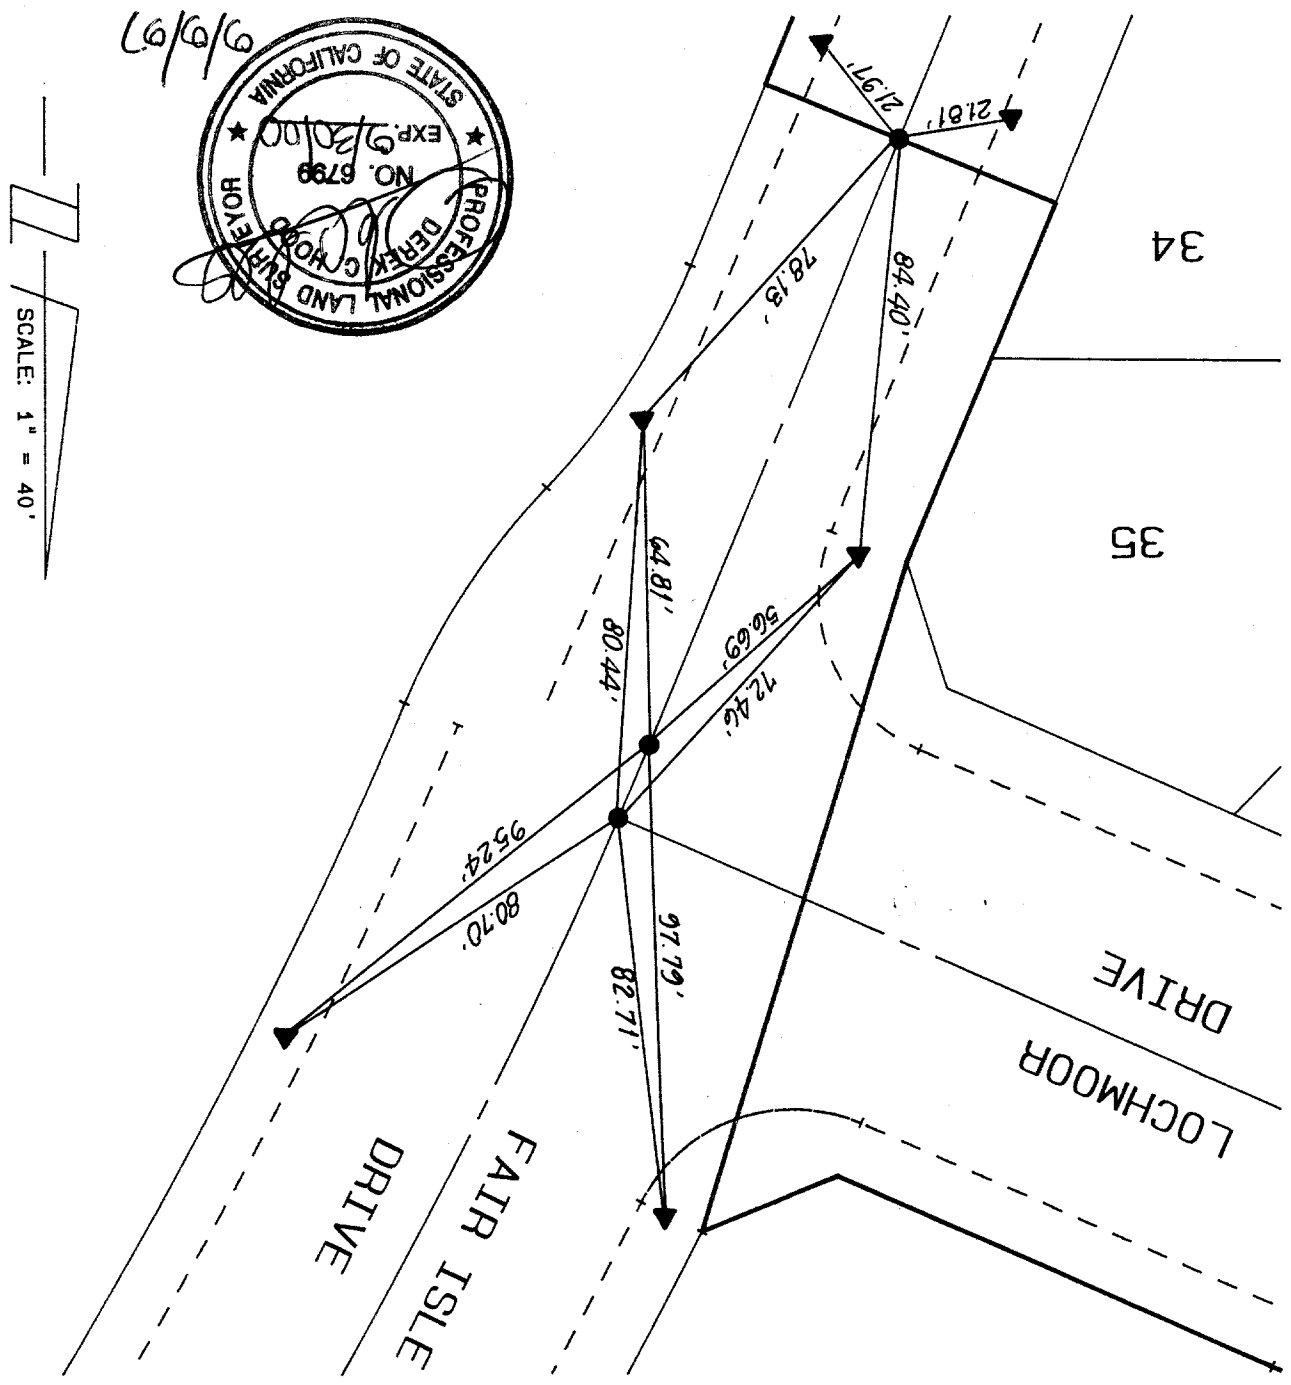 9/9/97
PROFESSIONAL LAND SURVEYOR
DEREK C. HOOD
NO. 6799
EXP. 9/30/00
STATE OF CALIFORNIA
SCALE: 1" = 40'
21.97'
21.81'
78.13'
84.40'
34
35
64.81'
80.44'
56.69'
72.46'
95.24'
80.70'
97.79'
82.71'
LOCHMOOR
DRIVE
FAIR ISLE
DRIVE